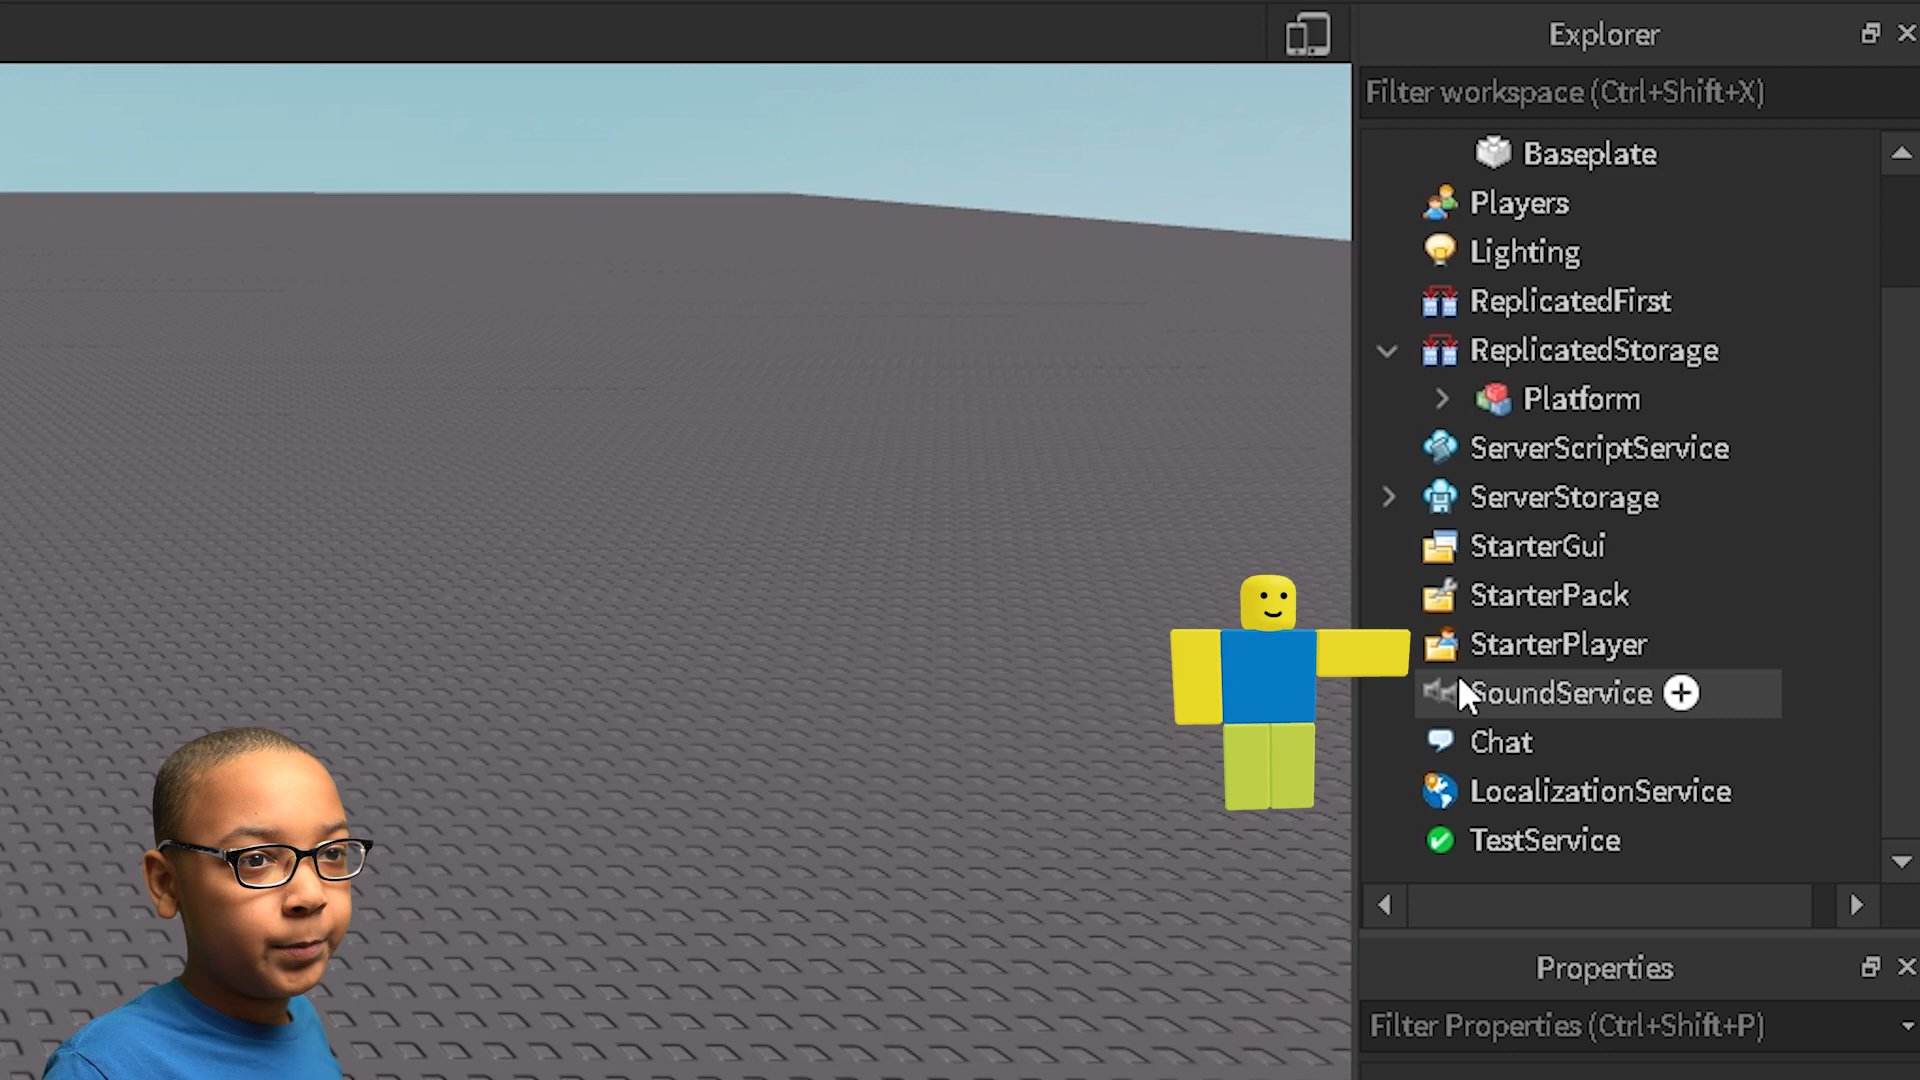 Explorer
Filter workspace (Ctrl+Shift+X)
Baseplate
Players
Lighting
ReplicatedFirst
ReplicatedStorage
Platform
ServerScriptService
ServerStorage
StarterGui
StarterPack
StarterPlayer
SoundService
Chat
LocalizationService
TestService
Properties
Filter Properties (Ctrl+Shift+P)